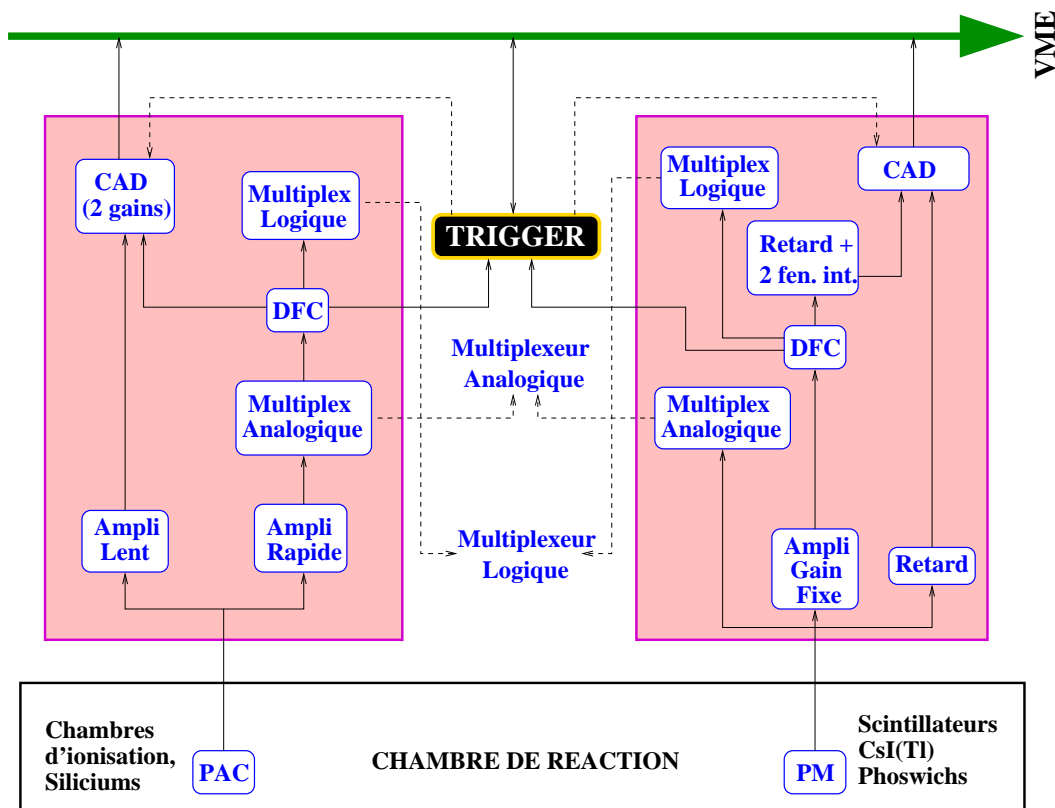 VME
CAD
(2 gains)
Multiplex
Logique
TRIGGER
Multiplex
Logique
CAD
Retard +
2 fen. int.
DFC
DFC
Multiplexeur
Analogique
Multiplex
Analogique
Multiplex
Analogique
Ampli
Lent
Ampli
Rapide
Multiplexeur
Logique
Ampli
Gain
Fixe
Retard
Chambres
d'ionisation,
Siliciums
PAC
CHAMBRE DE REACTION
PM
Scintillateurs
CsI(Tl)
Phoswichs